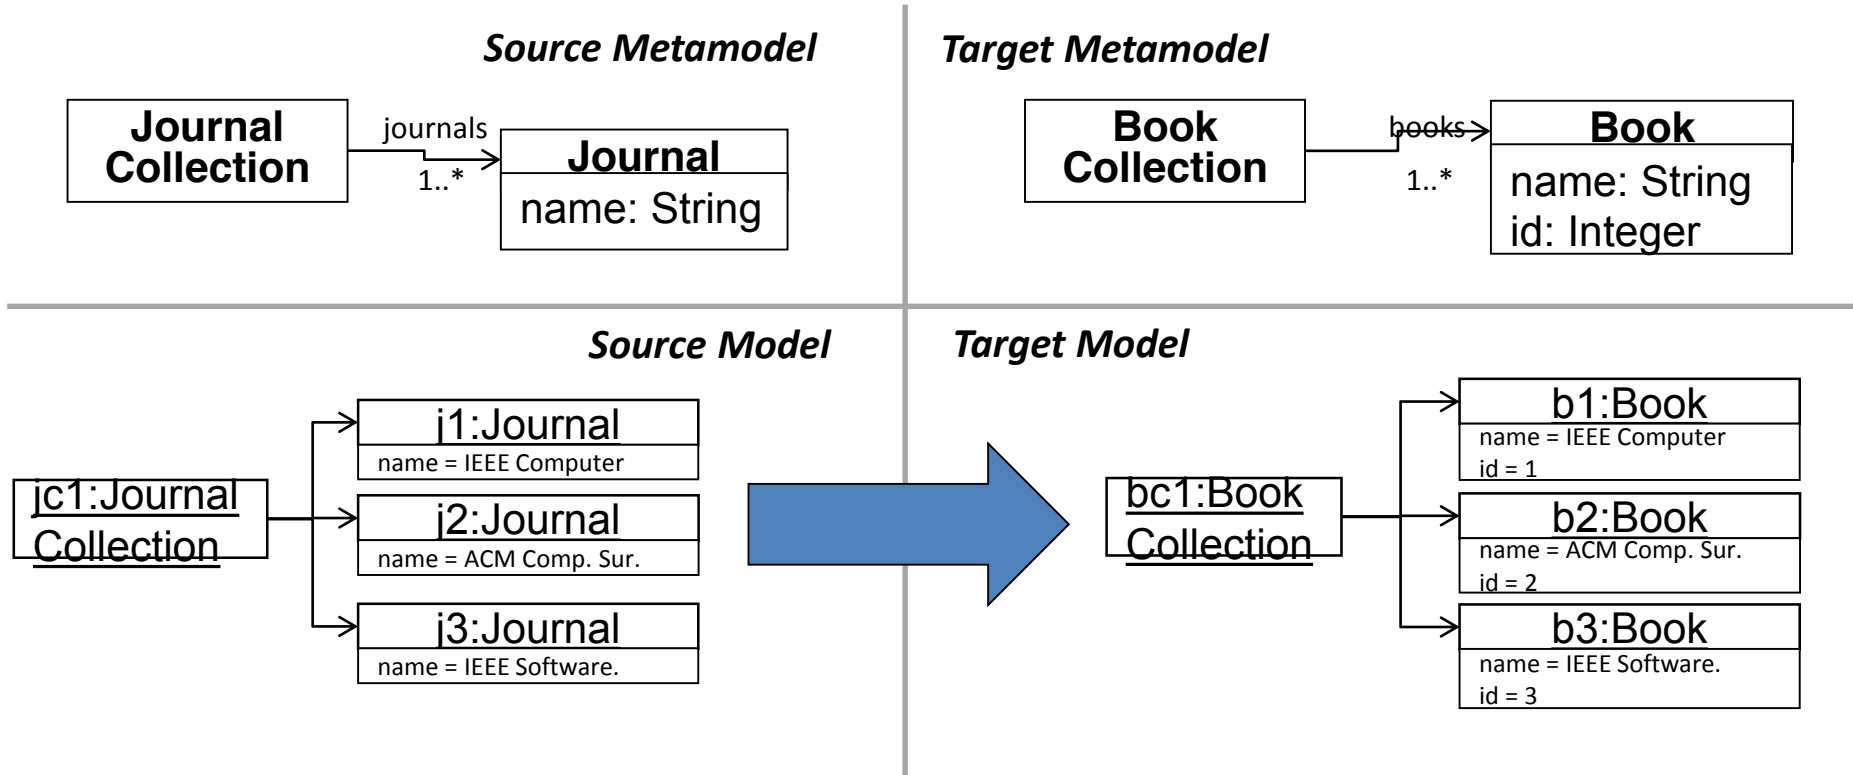 Source Metamodel
Journal
Collection
journals
1..*
Journal
name: String
Target Metamodel
Book
Collection
books
1..*
Book
name: String
id: Integer
Source Model
jc1:Journal
Collection
j1:Journal
name = IEEE Computer
j2:Journal
name = ACM Comp. Sur.
j3:Journal
name = IEEE Software.
Target Model
bc1:Book
Collection
b1:Book
name = IEEE Computer
id = 1
b2:Book
name = ACM Comp. Sur.
id = 2
b3:Book
name = IEEE Software.
id = 3